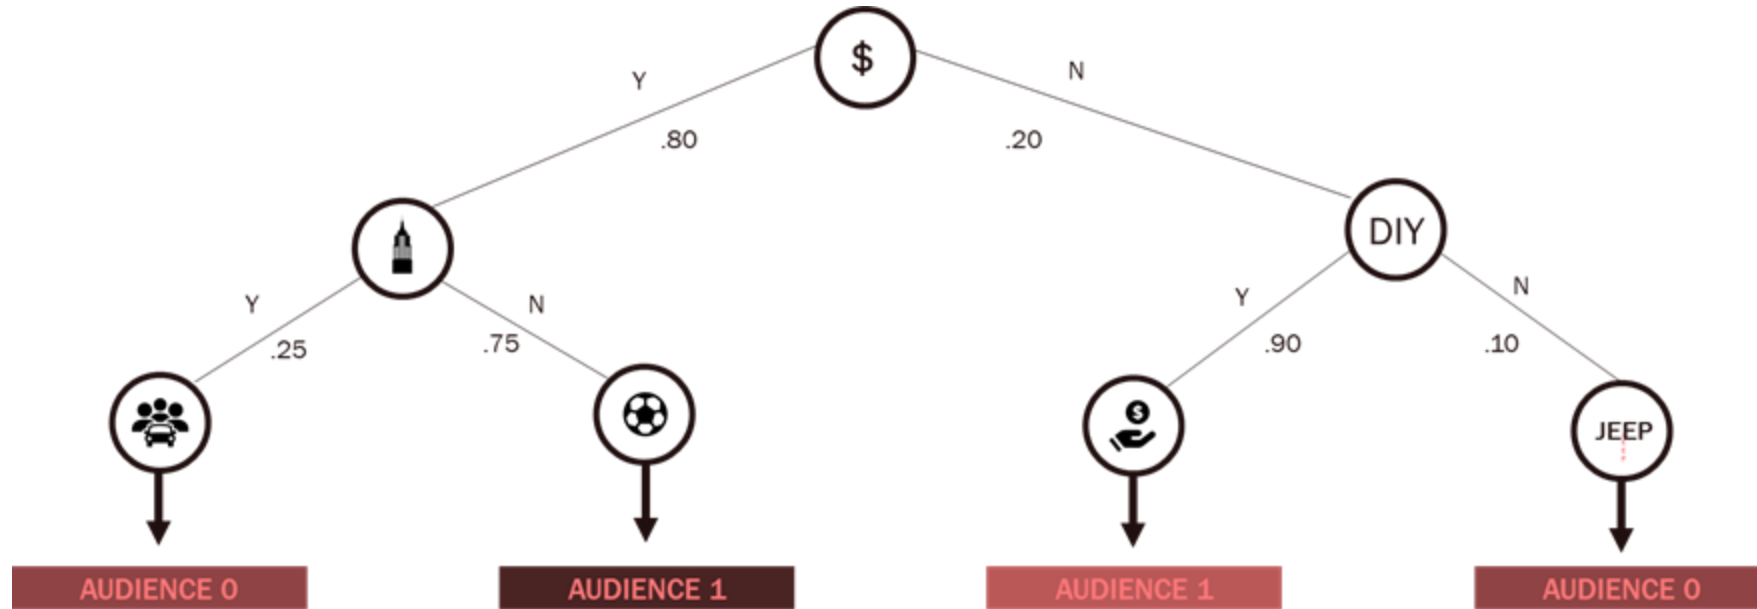 $
Y
N
.80
.20
DIY
Y
N
Y
N
.25
.75
.90
.10
$
JEEP
AUDIENCE 0
AUDIENCE 1
AUDIENCE 1
AUDIENCE 0